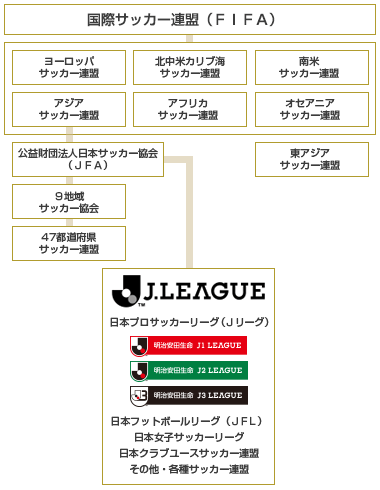 国際サッカー連盟（ＦＩＦＡ）
ヨーロッパ
サッカー連盟
北中米カリブ海
サッカー連盟
南米
サッカー連盟
アジア
サッカー連盟
アフリカ
サッカー連盟
オセアニア
サッカー連盟
公益財団法人日本サッカー協会
（ＪＦＡ）
東アジア
サッカー連盟
９地域
サッカー協会
47都道府県
サッカー連盟
J.LEAGUE
TM
日本プロサッカーリーグ（Ｊリーグ）
明治安田生命 J1 LEAGUE
明治安田生命 J2 LEAGUE
明治安田生命 J3 LEAGUE
日本フットボールリーグ（ＪＦＬ）
日本女子サッカーリーグ
日本クラブユースサッカー連盟
その他・各種サッカー連盟